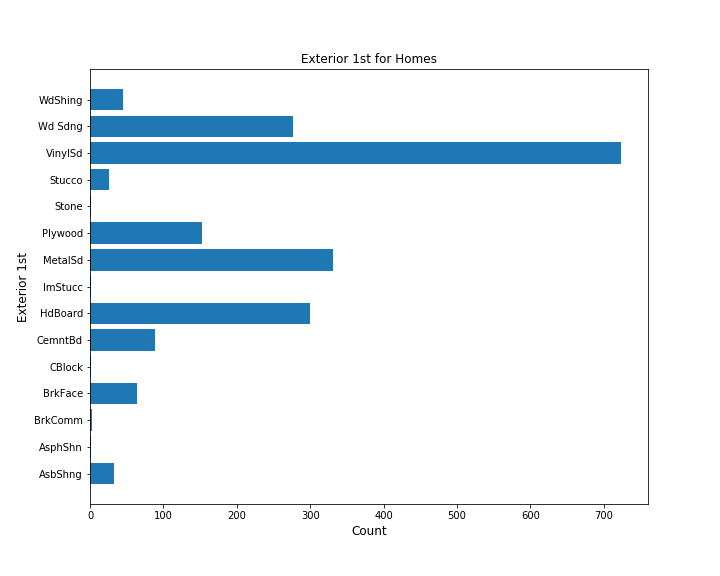 Exterior 1st for Homes
WdShing
Wd Sdng
VinylSd
Stucco
Stone
Plywood
MetalSd
ImStucc
HdBoard
CemntBd
CBlock
BrkFace
BrkComm
AsphShn
AsbShng
Exterior 1st
0 100 200 300 400 500 600 700
Count